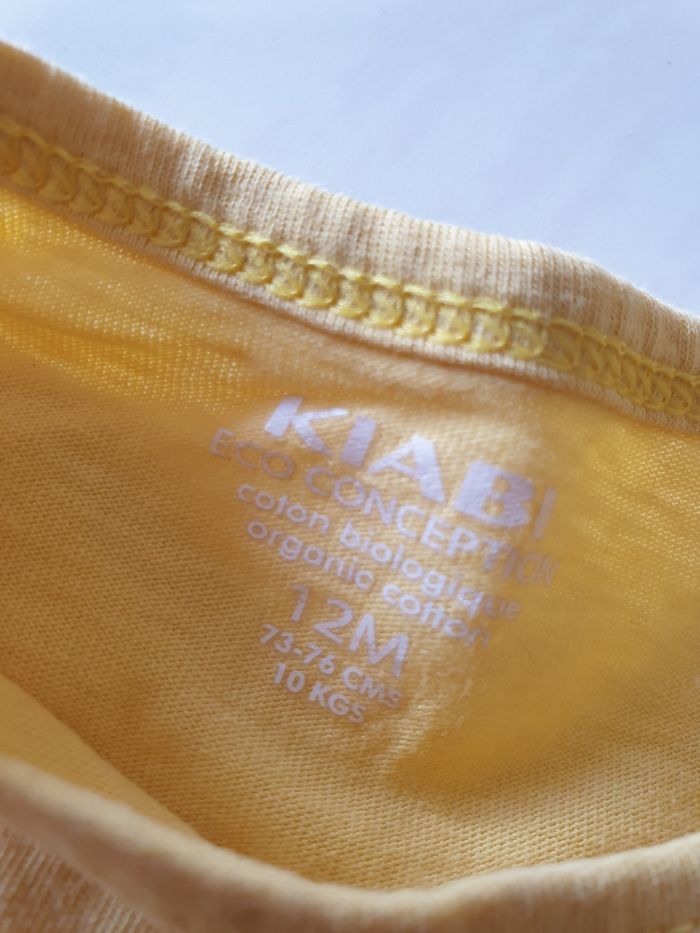 KIABI
ECO CONCEPTION
coton biologique
organic cotton
12M
73-76 CMS
10 KGS